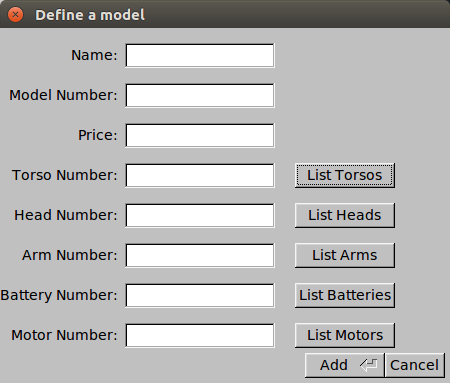 Define a model
Name:
Model Number:
Price:
Torso Number: List Torsos
Head Number: List Heads
Arm Number: List Arms
Battery Number: List Batteries
Motor Number: List Motors
Add Cancel